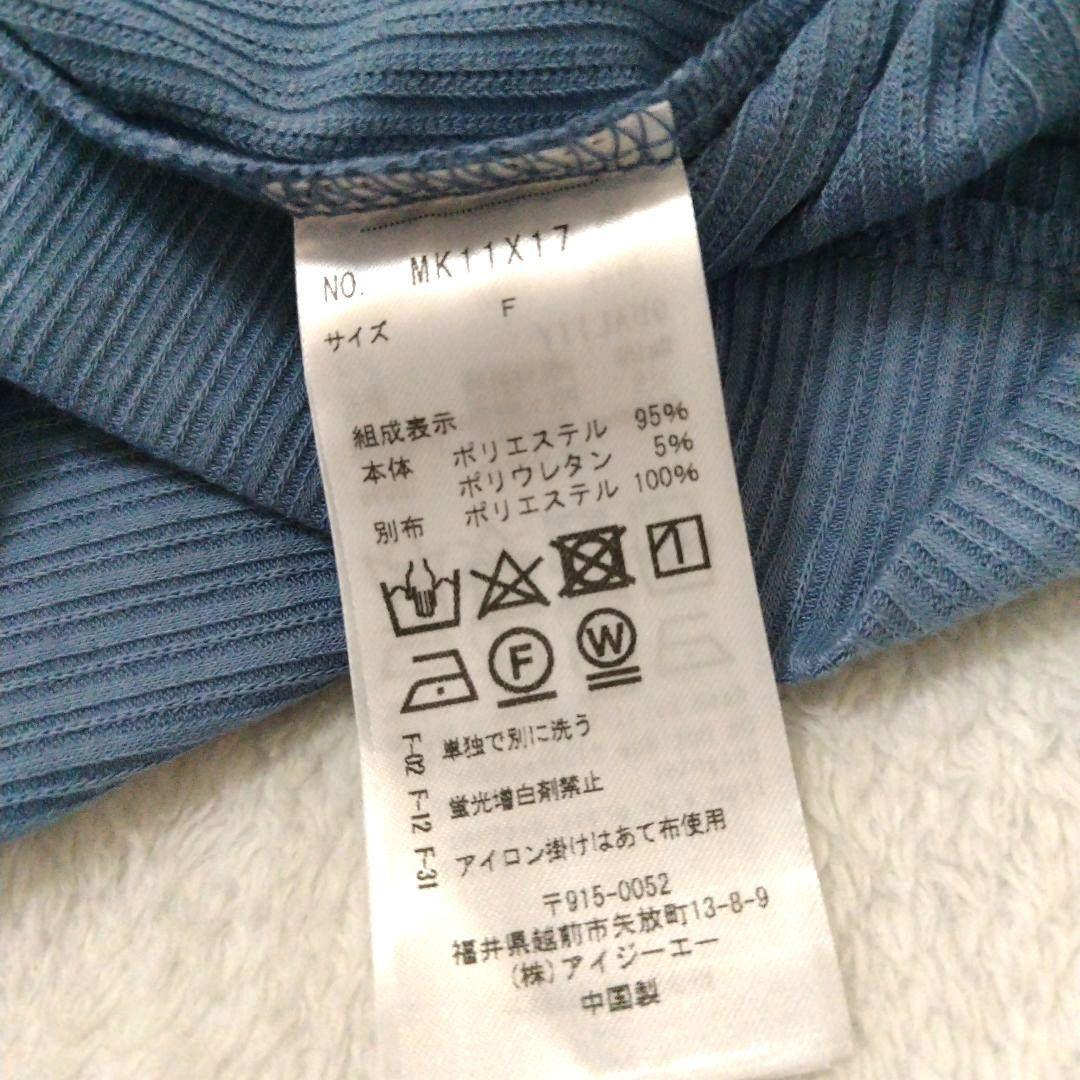 NO. MK11X17
サイズ F
組成表示
本体 ポリエステル 95%
ポリウレタン 5%
別布 ポリエステル 100%
F W
F-02 F-12 F-31
単独で別に洗う
蛍光増白剤禁止
アイロン掛けはあて布使用
〒915-0052
福井県越前市矢放町13-8-9
(株)アイジーエー
中国製